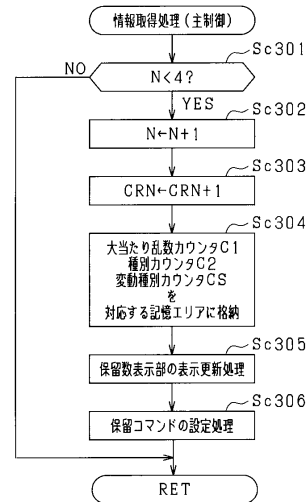 情報取得処理(主制御)
Sc301
NO
N<4?
YES
Sc302
N←N+1
Sc303
CRN←CRN+1
Sc304
大当たり乱数カウンタC1
種別カウンタC2
変動種別カウンタCS
を
対応する記憶エリアに格納
Sc305
保留数表示部の表示更新処理
Sc306
保留コマンドの設定処理
RET